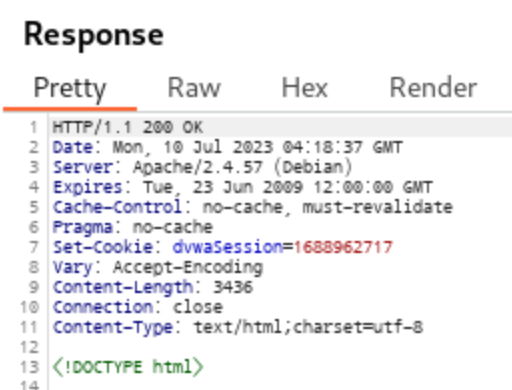 Response
Pretty Raw Hex Render
1 HTTP/1.1 200 OK
2 Date: Mon, 10 Jul 2023 04:18:37 GMT
3 Server: Apache/2.4.57 (Debian)
4 Expires: Tue, 23 Jun 2009 12:00:00 GMT
5 Cache-Control: no-cache, must-revalidate
6 Pragma: no-cache
7 Set-Cookie: dvwaSession=1688962717
8 Vary: Accept-Encoding
9 Content-Length: 3436
10 Connection: close
11 Content-Type: text/html;charset=utf-8
12
13 <!DOCTYPE html>
14